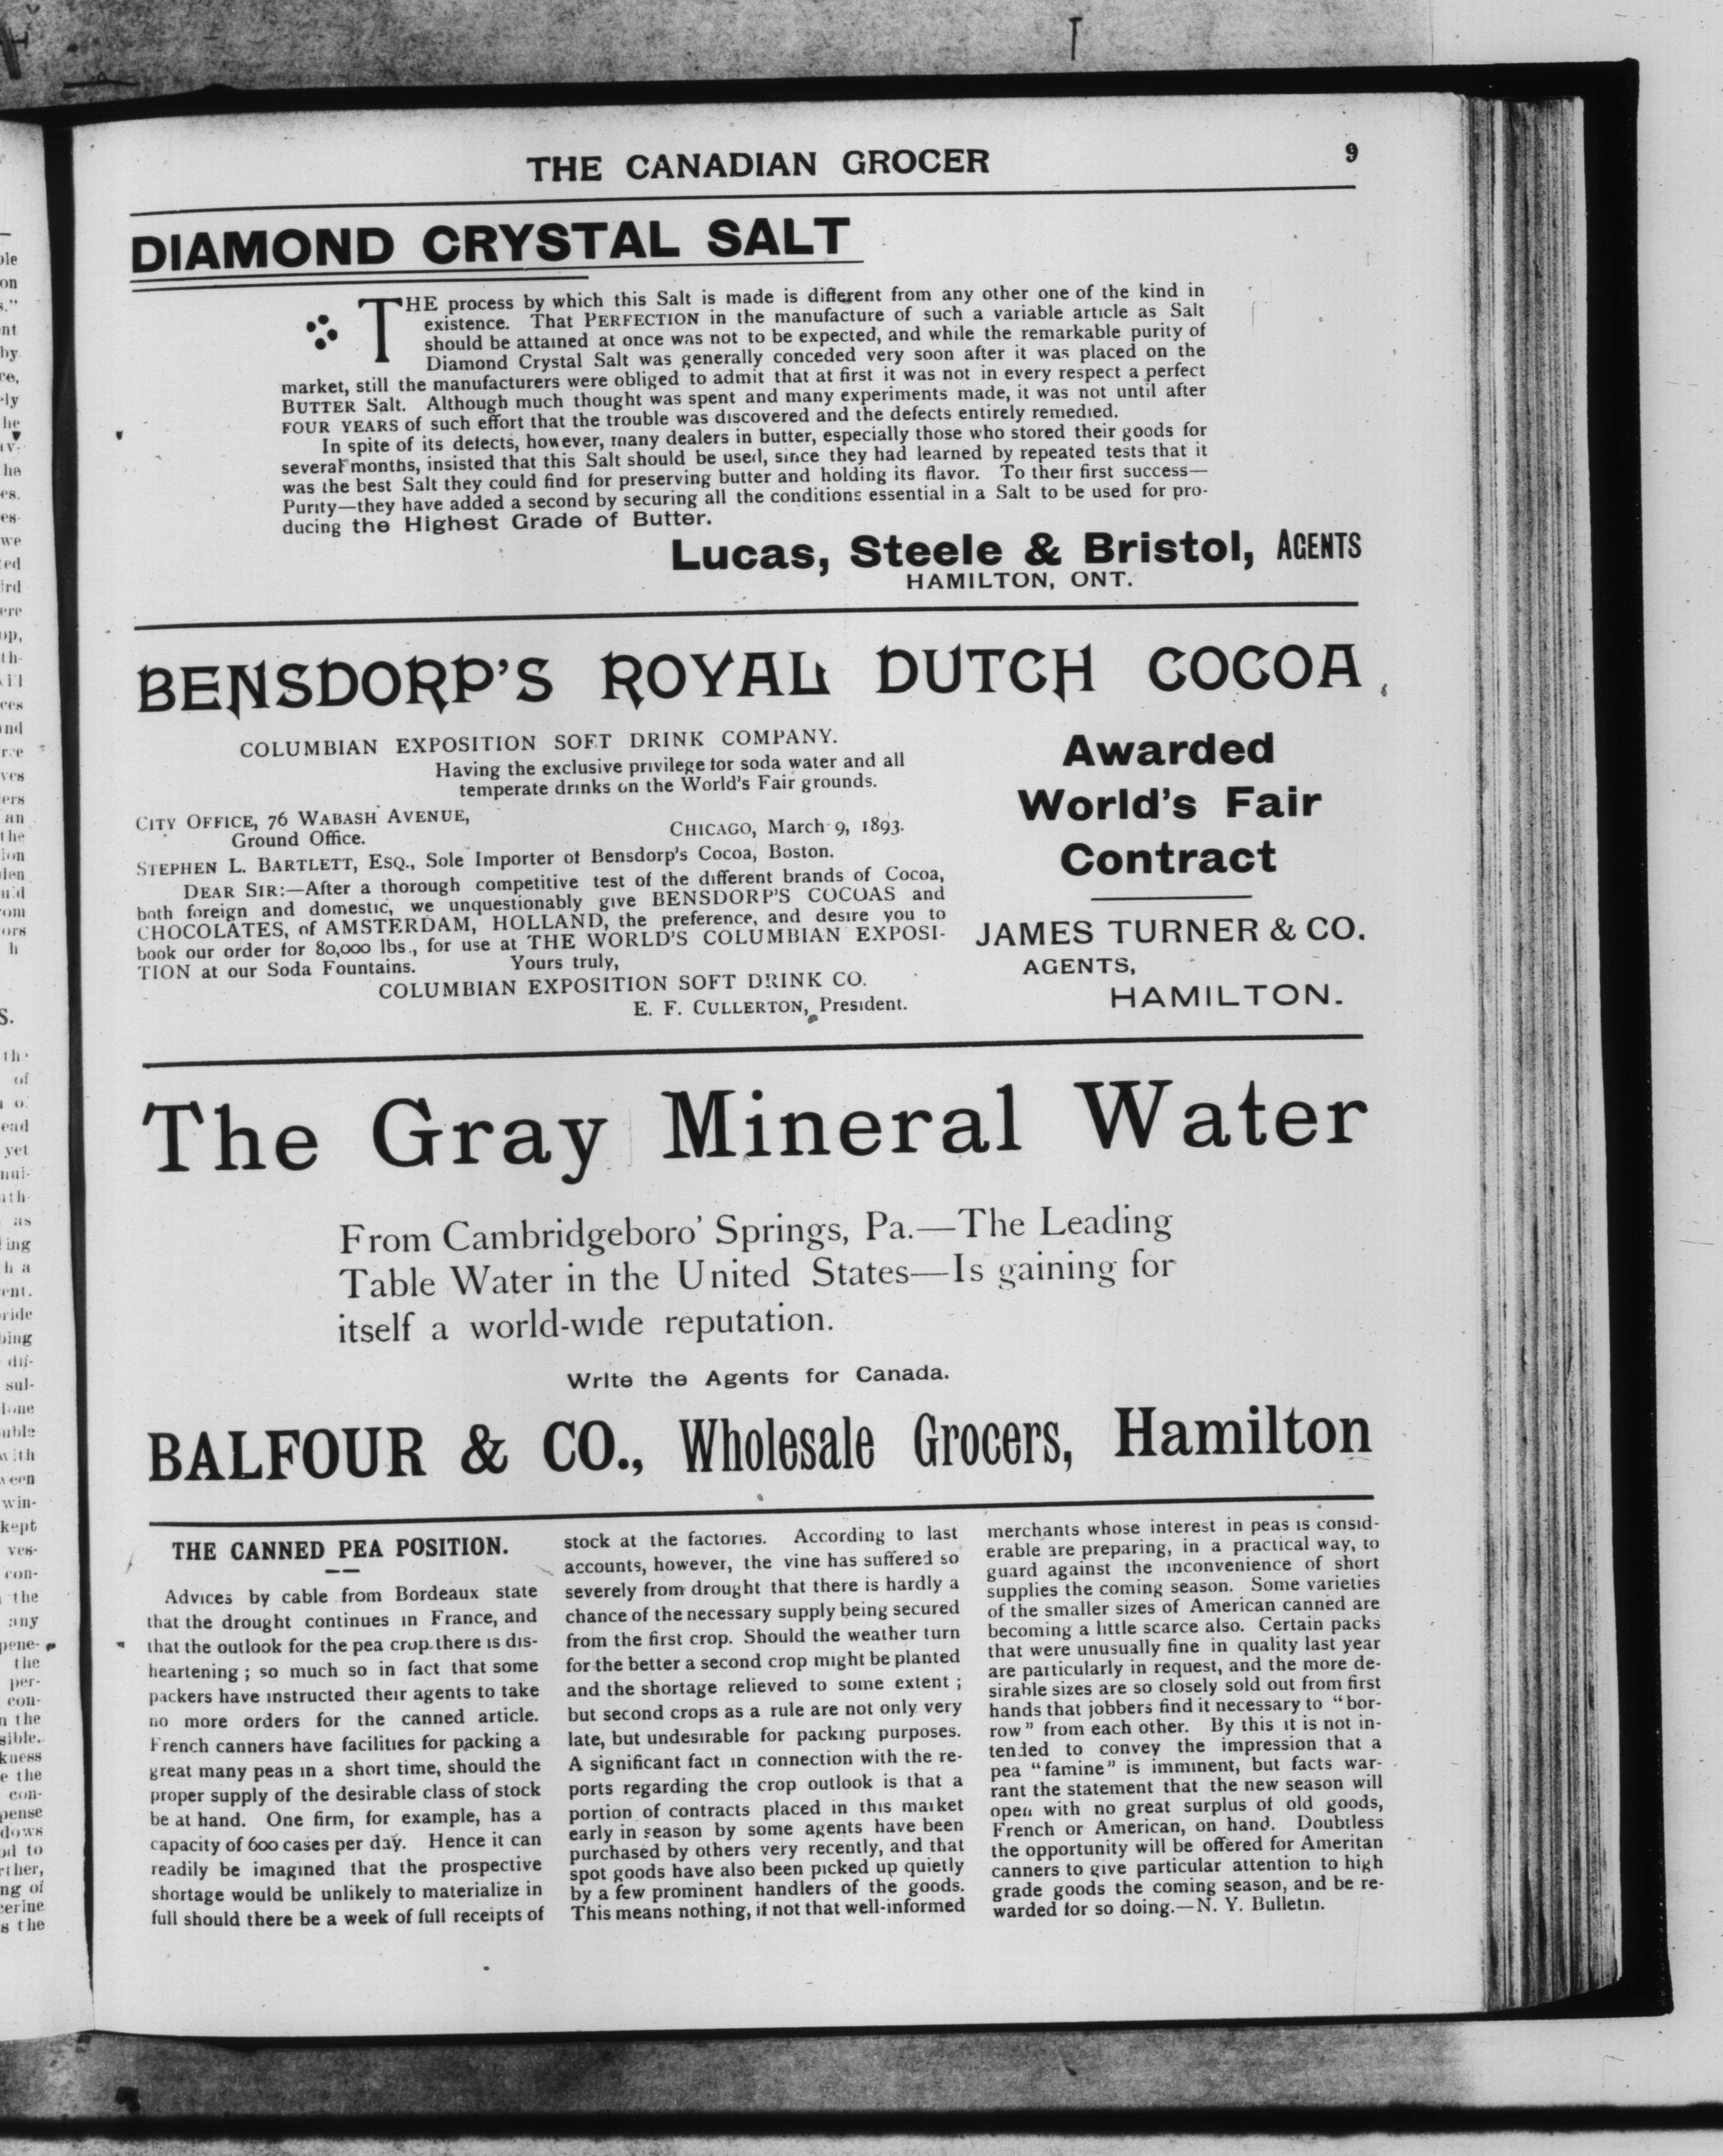 THE CANADIAN GROCER
9
DIAMOND CRYSTAL SALT
THE process by which this Salt is made is different from any other one of the kind in
existence. That PERFECTION in the manufacture of such a variable article as Salt
should be attained at once was not to be expected, and while the remarkable purity of
Diamond Crystal Salt was generally conceded very soon after it was placed on the
market, still the manufacturers were obliged to admit that at first it was not in every respect a perfect
BUTTER Salt. Although much thought was spent and many experiments made, it was not until after
FOUR YEARS of such effort that the trouble was discovered and the defects entirely remedied.
In spite of its defects, however, many dealers in butter, especially those who stored their goods for
several months, insisted that this Salt should be used, since they had learned by repeated tests that it
was the best Salt they could find for preserving butter and holding its flavor. To their first success—
Purity—they have added a second by securing all the conditions essential in a Salt to be used for pro-
ducing the Highest Grade of Butter.
Lucas, Steele & Bristol, AGENTS
HAMILTON, ONT.
BENSDORP'S ROYAL DUTCH COCOA
COLUMBIAN EXPOSITION SOFT DRINK COMPANY.
Having the exclusive privilege for soda water and all
temperate drinks on the World's Fair grounds.
CITY OFFICE, 76 WABASH AVENUE,
Ground Office.
CHICAGO, March 9, 1893.
STEPHEN L. BARTLETT, ESQ., Sole Importer of Bensdorp's Cocoa, Boston.
DEAR SIR:—After a thorough competitive test of the different brands of Cocoa,
both foreign and domestic, we unquestionably give BENSDORP'S COCOAS and
CHOCOLATES, of AMSTERDAM, HOLLAND, the preference, and desire you to
book our order for 80,000 lbs., for use at THE WORLD'S COLUMBIAN EXPOSI-
TION at our Soda Fountains. Yours truly,
COLUMBIAN EXPOSITION SOFT DRINK CO.
E. F. CULLERTON, President.
Awarded
World's Fair
Contract
JAMES TURNER & CO.
AGENTS,
HAMILTON.
The Gray Mineral Water
From Cambridgeboro' Springs, Pa.—The Leading
Table Water in the United States—Is gaining for
itself a world-wide reputation.
Write the Agents for Canada.
BALFOUR & CO., Wholesale Grocers, Hamilton
THE CANNED PEA POSITION.
Advices by cable from Bordeaux state
that the drought continues in France, and
that the outlook for the pea crop there is dis-
heartening ; so much so in fact that some
packers have instructed their agents to take
no more orders for the canned article.
French canners have facilities for packing a
great many peas in a short time, should the
proper supply of the desirable class of stock
be at hand. One firm, for example, has a
capacity of 600 cases per day. Hence it can
readily be imagined that the prospective
shortage would be unlikely to materialize in
full should there be a week of full receipts of
stock at the factories. According to last
accounts, however, the vine has suffered so
severely from drought that there is hardly a
chance of the necessary supply being secured
from the first crop. Should the weather turn
for the better a second crop might be planted
and the shortage relieved to some extent ;
but second crops as a rule are not only very
late, but undesirable for packing purposes.
A significant fact in connection with the re-
ports regarding the crop outlook is that a
portion of contracts placed in this market
early in season by some agents have been
purchased by others very recently, and that
spot goods have also been picked up quietly
by a few prominent handlers of the goods.
This means nothing, if not that well-informed
merchants whose interest in peas is consid-
erable are preparing, in a practical way, to
guard against the inconvenience of short
supplies the coming season. Some varieties
of the smaller sizes of American canned are
becoming a little scarce also. Certain packs
that were unusually fine in quality last year
are particularly in request, and the more de-
sirable sizes are so closely sold out from first
hands that jobbers find it necessary to "bor-
row" from each other. By this it is not in-
tended to convey the impression that a
pea "famine" is imminent, but facts war-
rant the statement that the new season will
open with no great surplus of old goods,
French or American, on hand. Doubtless
the opportunity will be offered for Ameritan
canners to give particular attention to high
grade goods the coming season, and be re-
warded for so doing.—N. Y. Bulletin.